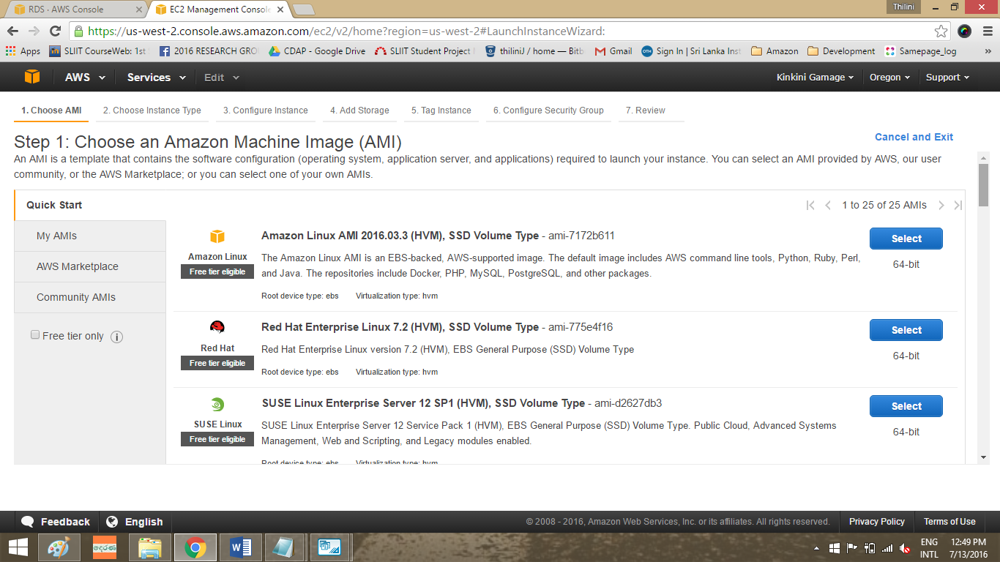 RDS · AWS Console
EC2 Management Console
Thilini
https://us-west-2.console.aws.amazon.com/ec2/v2/home?region=us-west-2#LaunchInstanceWizard:
Apps
SLIIT CourseWeb: 1st
2016 RESEARCH GRO
CDAP - Google Drive
SLIIT Student Project
thiliniJ / home — Bitb
Gmail
Sign In | Sri Lanka Inst
Amazon
Development
Samepage_log
AWS
Services
Edit
Kinkini Gamage
Oregon
Support
1. Choose AMI
2. Choose Instance Type
3. Configure Instance
4. Add Storage
5. Tag Instance
6. Configure Security Group
7. Review
Step 1: Choose an Amazon Machine Image (AMI)
Cancel and Exit
An AMI is a template that contains the software configuration (operating system, application server, and applications) required to launch your instance. You can select an AMI provided by AWS, our user
community, or the AWS Marketplace; or you can select one of your own AMIs.
Quick Start
My AMIs
AWS Marketplace
Community AMIs
Free tier only
1 to 25 of 25 AMIs
Amazon Linux
Free tier eligible
Amazon Linux AMI 2016.03.3 (HVM), SSD Volume Type - ami-7172b611
The Amazon Linux AMI is an EBS-backed, AWS-supported image. The default image includes AWS command line tools, Python, Ruby, Perl,
and Java. The repositories include Docker, PHP, MySQL, PostgreSQL, and other packages.
Root device type: ebs Virtualization type: hvm
Select
64-bit
Red Hat
Free tier eligible
Red Hat Enterprise Linux 7.2 (HVM), SSD Volume Type - ami-775e4f16
Red Hat Enterprise Linux version 7.2 (HVM), EBS General Purpose (SSD) Volume Type
Root device type: ebs Virtualization type: hvm
Select
64-bit
SUSE Linux
Free tier eligible
SUSE Linux Enterprise Server 12 SP1 (HVM), SSD Volume Type - ami-d2627db3
SUSE Linux Enterprise Server 12 Service Pack 1 (HVM), EBS General Purpose (SSD) Volume Type. Public Cloud, Advanced Systems
Management, Web and Scripting, and Legacy modules enabled.
Root device type: ebs Virtualization type: hvm
Select
64-bit
Feedback
English
© 2008 - 2016, Amazon Web Services, Inc. or its affiliates. All rights reserved.
Privacy Policy
Terms of Use
දෙරණ
ENG
INTL
12:49 PM
7/13/2016